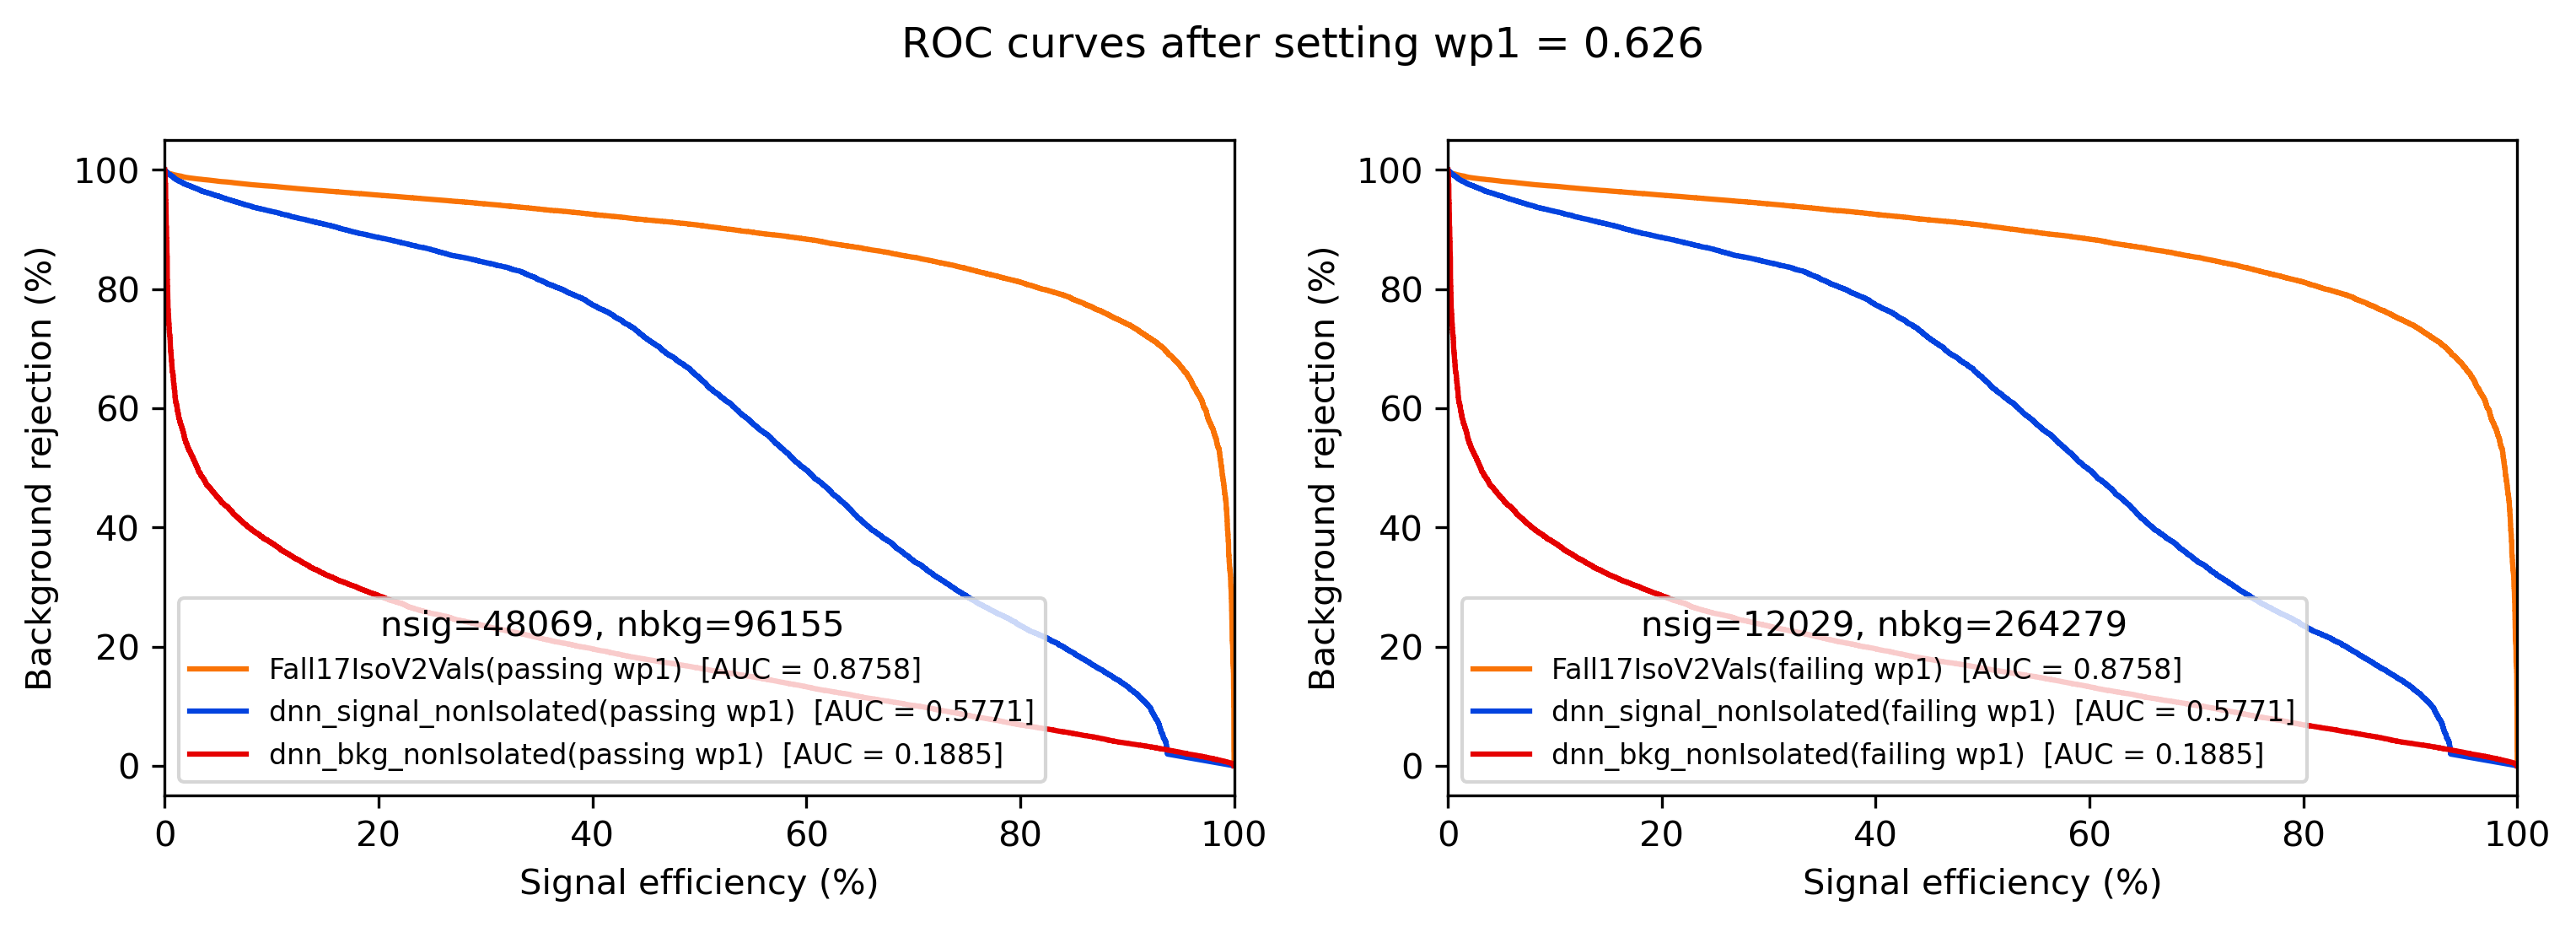 ROC curves after setting wp1 = 0.626
Background rejection (%)
100
80
60
40
20
0
nsig=48069, nbkg=96155
Fall17IsoV2Vals(passing wp1) [AUC = 0.8758]
dnn_signal_nonIsolated(passing wp1) [AUC = 0.5771]
dnn_bkg_nonIsolated(passing wp1) [AUC = 0.1885]
0 20 40 60 80 100
Signal efficiency (%)
Background rejection (%)
100
80
60
40
20
0
nsig=12029, nbkg=264279
Fall17IsoV2Vals(failing wp1) [AUC = 0.8758]
dnn_signal_nonIsolated(failing wp1) [AUC = 0.5771]
dnn_bkg_nonIsolated(failing wp1) [AUC = 0.1885]
0 20 40 60 80 100
Signal efficiency (%)